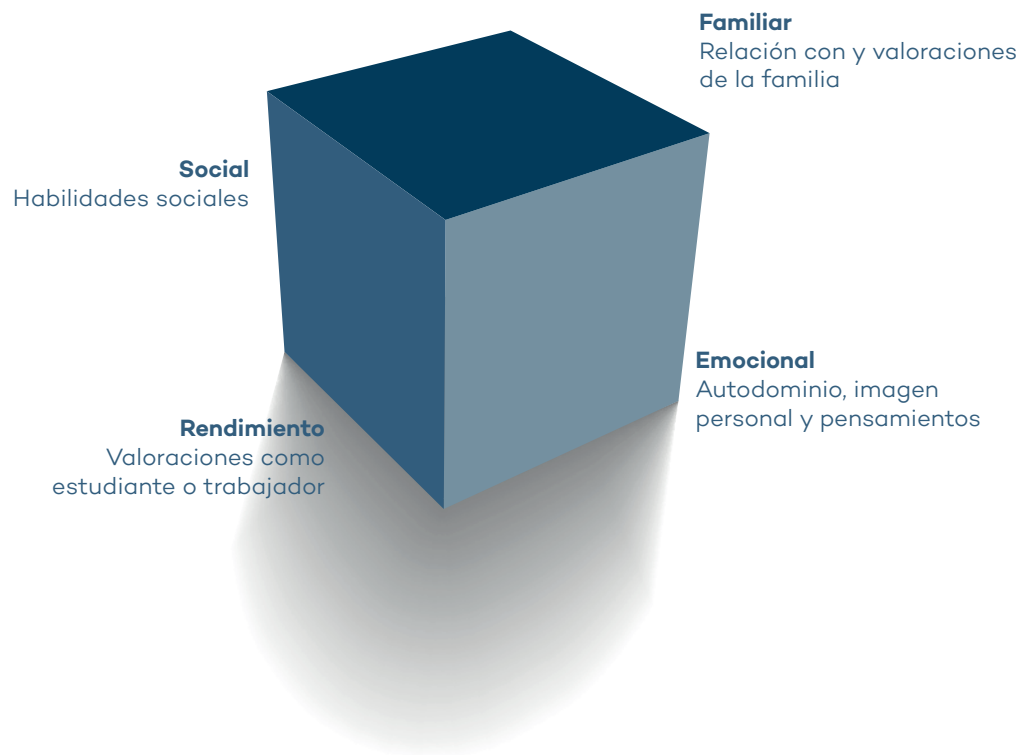 Familiar
Relación con y valoraciones
de la familia
Social
Habilidades sociales
Emocional
Autodominio, imagen
personal y pensamientos
Rendimiento
Valoraciones como
estudiante o trabajador